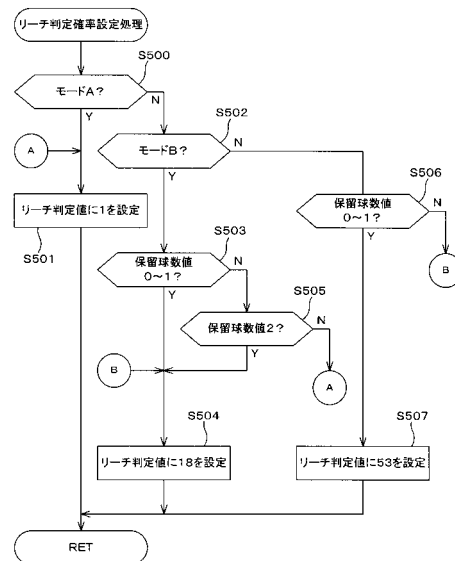 リーチ判定確率設定処理
S500
モードA?
N
Y
S502
A
モードB?
N
Y
S506
リーチ判定値に1を設定
保留球数値
0~1?
N
Y
S501
S503
保留球数値
0~1?
N
Y
B
S505
保留球数値2?
N
Y
B
A
S504
S507
リーチ判定値に18を設定
リーチ判定値に53を設定
RET